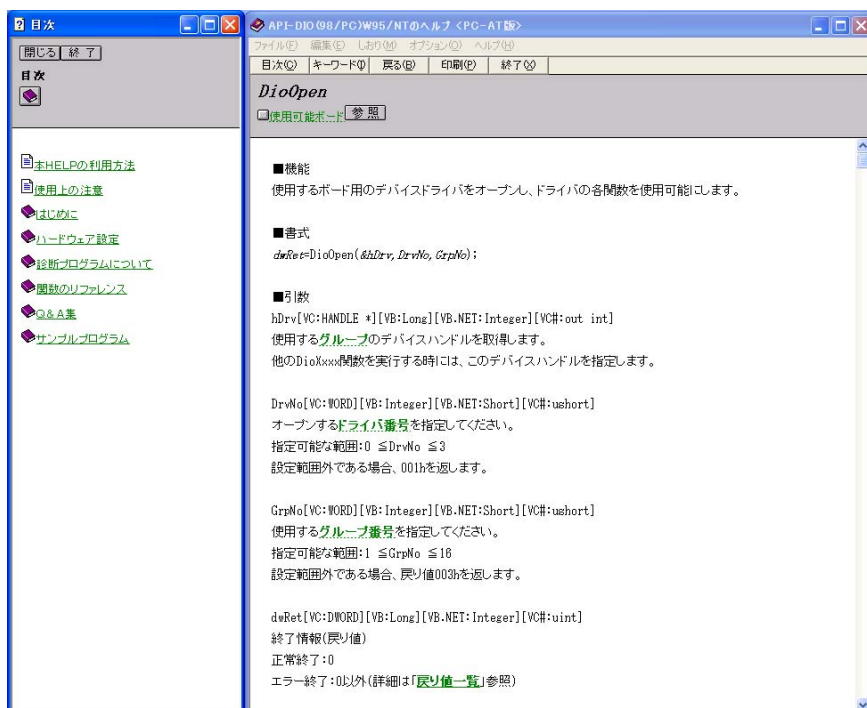 目次
閉じる 終了
目次
本HELPの利用方法
使用上の注意
はじめに
ハードウェア設定
診断プログラムについて
関数のリファレンス
Q&A集
サンプルプログラム
API-DIO(98/PC)W95/NTのヘルプ <PC-AT版>
ファイル(F) 編集(E) しおり(M) オプション(O) ヘルプ(H)
目次(C) キーワード(I) 戻る(B) 印刷(P) 終了(X)
DioOpen
使用可能ボード 参照
■機能
使用するボード用のデバイスドライバをオープンし、ドライバの各関数を使用可能にします。
■書式
dwRet=DioOpen(&hDrv, DrvNo, GrpNo);
■引数
hDrv[VC:HANDLE *][VB:Long][VB.NET:Integer][VC#:out int]
使用するグループのデバイスハンドルを取得します。
他のDioXxxx関数を実行する時には、このデバイスハンドルを指定します。
DrvNo[VC:WORD][VB:Integer][VB.NET:Short][VC#:ushort]
オープンするドライバ番号を指定してください。
指定可能な範囲:0 ≦DrvNo ≦3
設定範囲外である場合、001hを返します。
GrpNo[VC:WORD][VB:Integer][VB.NET:Short][VC#:ushort]
使用するグループ番号を指定してください。
指定可能な範囲:1 ≦GrpNo ≦16
設定範囲外である場合、戻り値003hを返します。
dwRet[VC:DWORD][VB:Long][VB.NET:Integer][VC#:uint]
終了情報(戻り値)
正常終了:0
エラー終了:0以外(詳細は「戻り値一覧」参照)